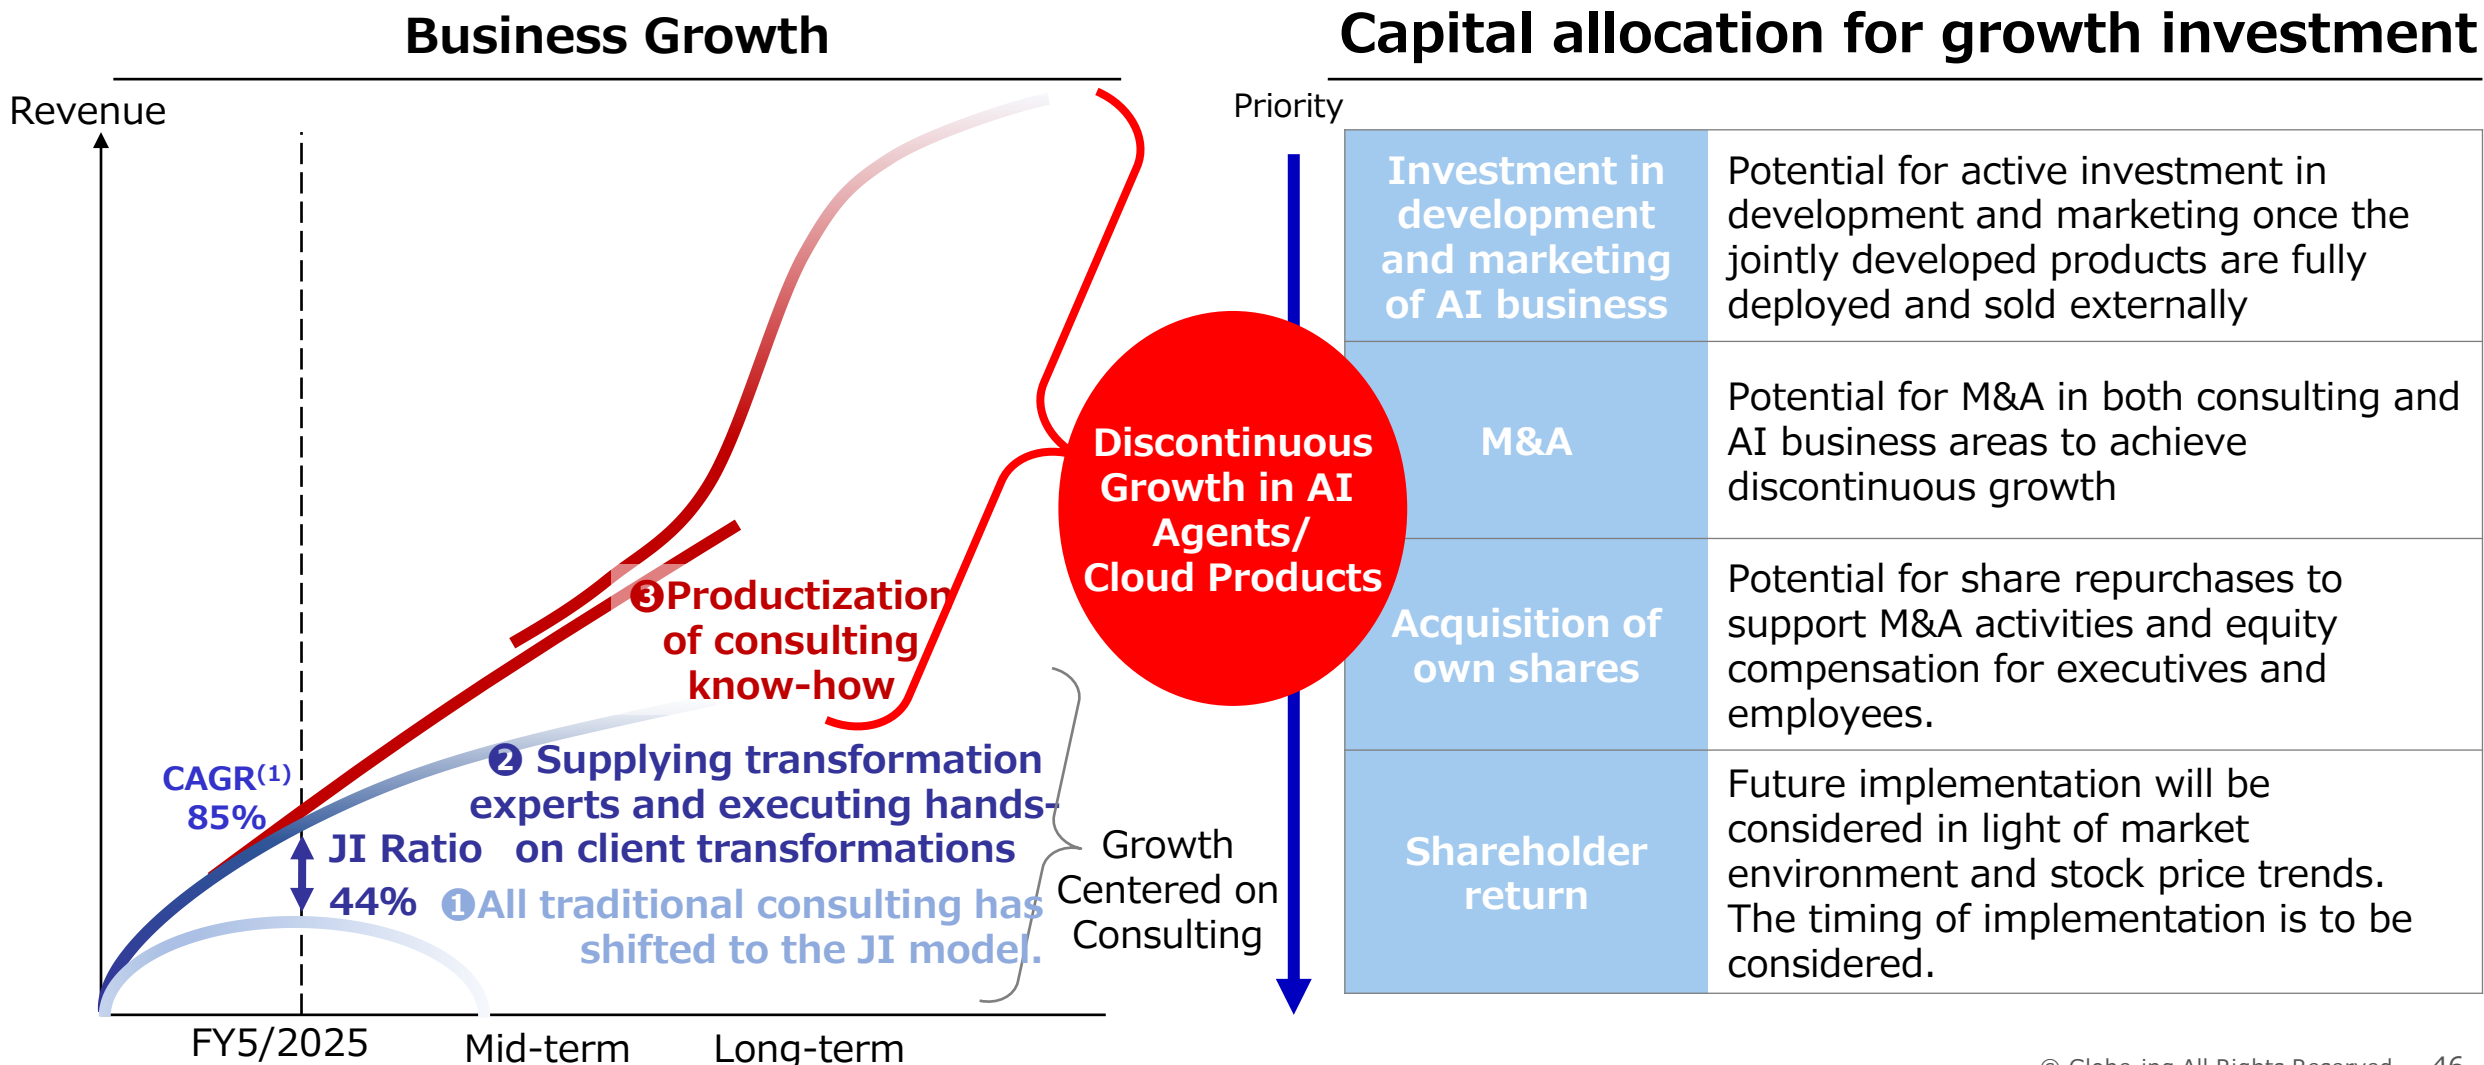 Business Growth
Revenue
❸Productization
of consulting
know-how
❷ Supplying transformation
experts and executing hands-
on client transformations
CAGR(1)
85%
JI Ratio
44%
❶All traditional consulting has
shifted to the JI model.
FY5/2025
Mid-term
Long-term
Growth
Centered on
Consulting
Discontinuous
Growth in AI
Agents/
Cloud Products
Capital allocation for growth investment
Priority
Investment in
development
and marketing
of AI business
Potential for active investment in
development and marketing once the
jointly developed products are fully
deployed and sold externally
M&A
Potential for M&A in both consulting and
AI business areas to achieve
discontinuous growth
Acquisition of
own shares
Potential for share repurchases to
support M&A activities and equity
compensation for executives and
employees.
Shareholder
return
Future implementation will be
considered in light of market
environment and stock price trends.
The timing of implementation is to be
considered.
© Globe-ing All Rights Reserved 46